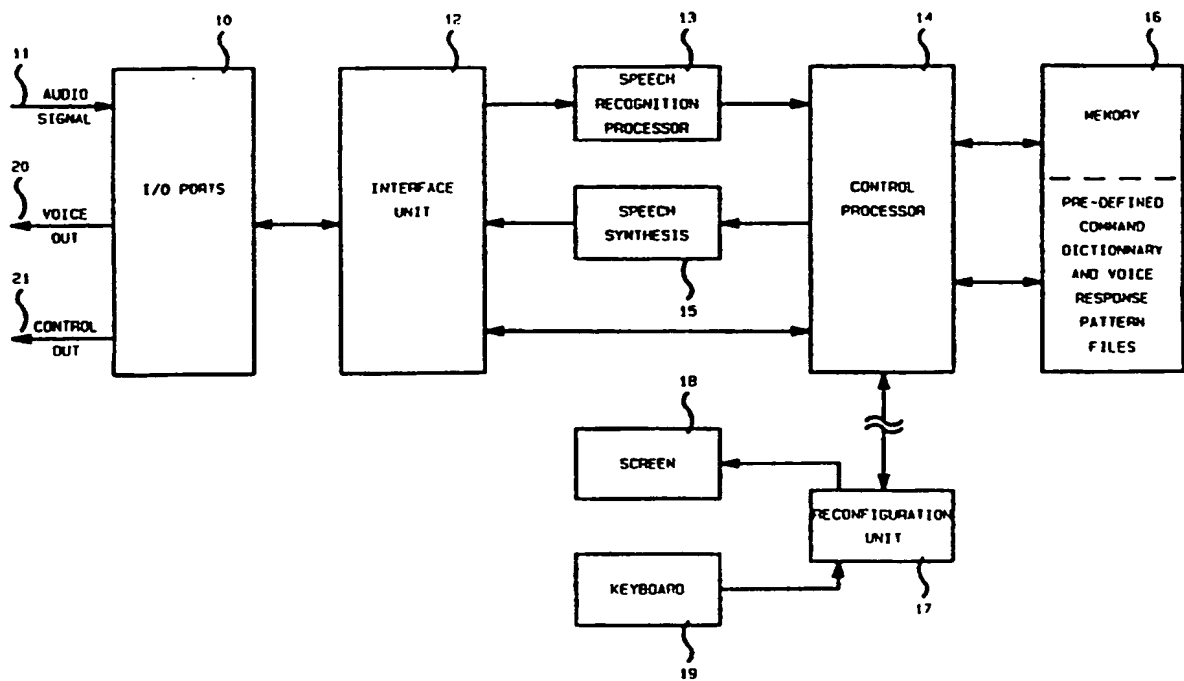 10
12
13
14
16
11
AUDIO
SIGNAL
20
VOICE
OUT
21
CONTROL
OUT
I/O PORTS
INTERFACE
UNIT
SPEECH
RECOGNITION
PROCESSOR
SPEECH
SYNTHESIS
15
CONTROL
PROCESSOR
MEMORY
PRE-DEFINED
COMMAND
DICTIONNARY
AND VOICE
RESPONSE
PATTERN
FILES
18
SCREEN
RECONFIGURATION
UNIT
17
KEYBOARD
19